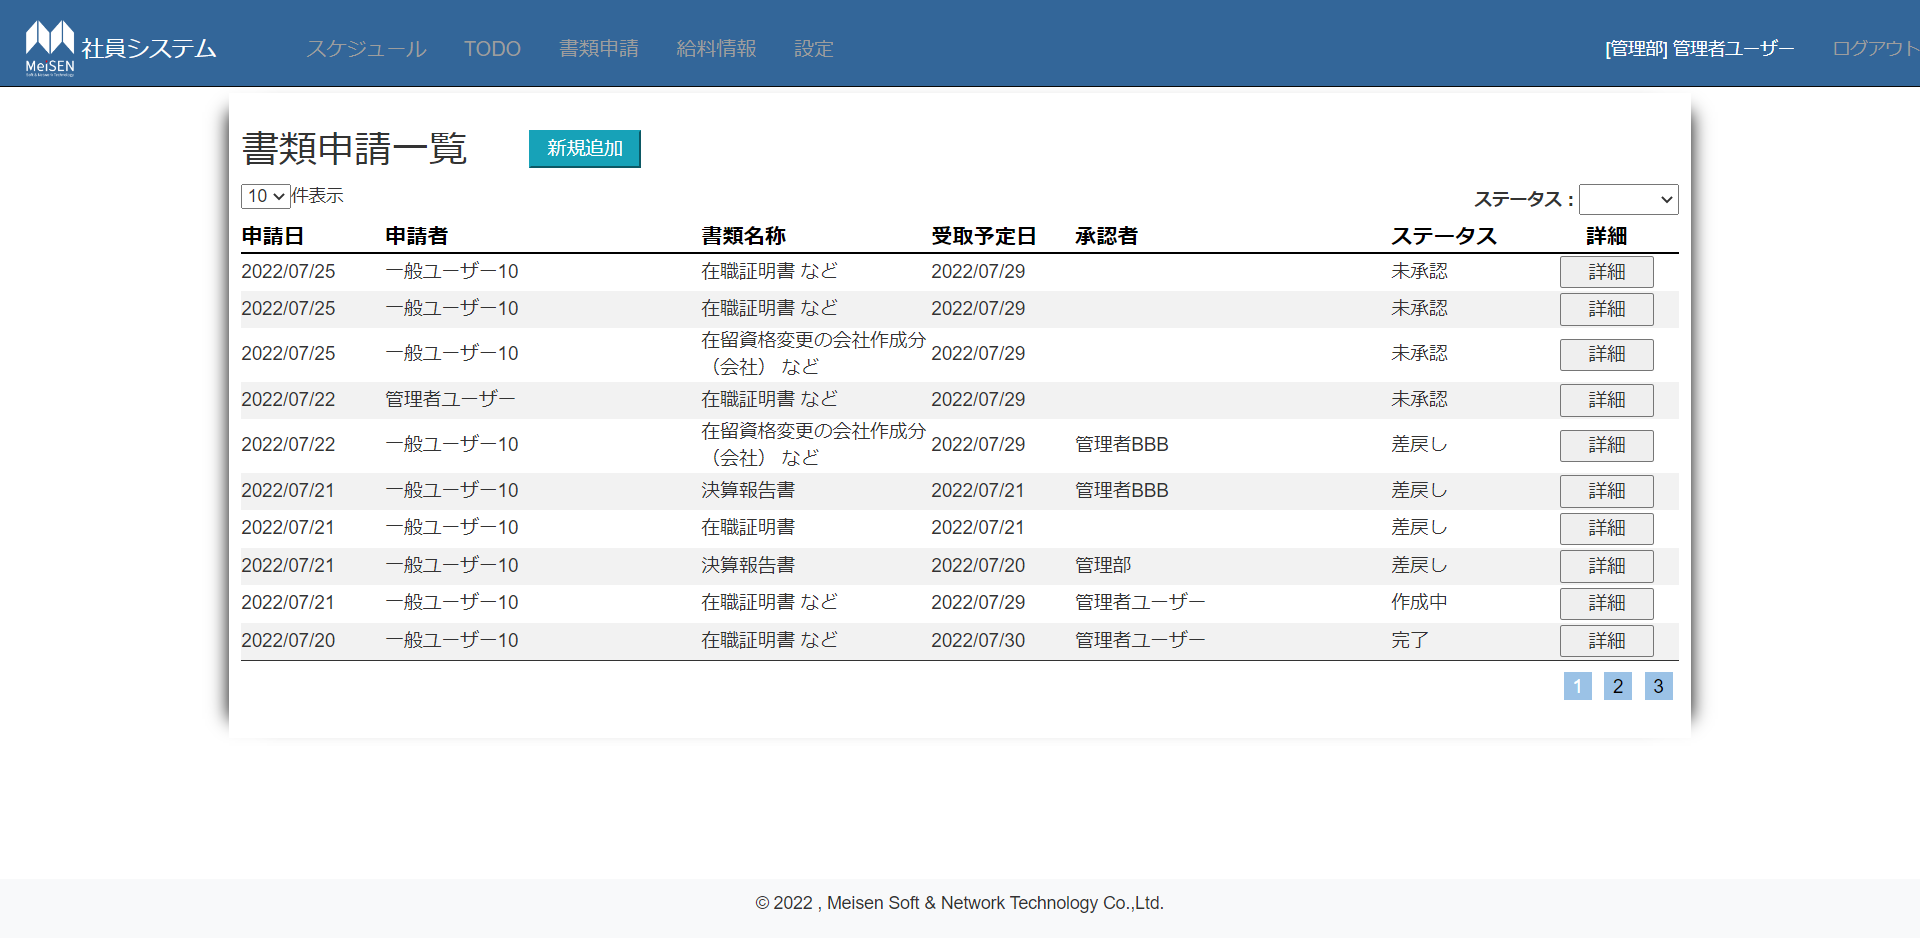 MeiSEN
社員システム スケジュール TODO 書類申請 給料情報 設定 [管理部] 管理者ユーザー ログアウト
書類申請一覧 新規追加
10 件表示 ステータス :
申請日 申請者 書類名称 受取予定日 承認者 ステータス 詳細
2022/07/25 一般ユーザー10 在職証明書 など 2022/07/29 未承認 詳細
2022/07/25 一般ユーザー10 在職証明書 など 2022/07/29 未承認 詳細
2022/07/25 一般ユーザー10 在留資格変更の会社作成分 2022/07/29 未承認 詳細
（会社） など
2022/07/22 管理者ユーザー 在職証明書 など 2022/07/29 未承認 詳細
2022/07/22 一般ユーザー10 在留資格変更の会社作成分 2022/07/29 管理者BBB 差戻し 詳細
（会社） など
2022/07/21 一般ユーザー10 決算報告書 2022/07/21 管理者BBB 差戻し 詳細
2022/07/21 一般ユーザー10 在職証明書 2022/07/21 差戻し 詳細
2022/07/21 一般ユーザー10 決算報告書 2022/07/20 管理部 差戻し 詳細
2022/07/21 一般ユーザー10 在職証明書 など 2022/07/29 管理者ユーザー 作成中 詳細
2022/07/20 一般ユーザー10 在職証明書 など 2022/07/30 管理者ユーザー 完了 詳細
1 2 3
© 2022 , Meisen Soft & Network Technology Co.,Ltd.